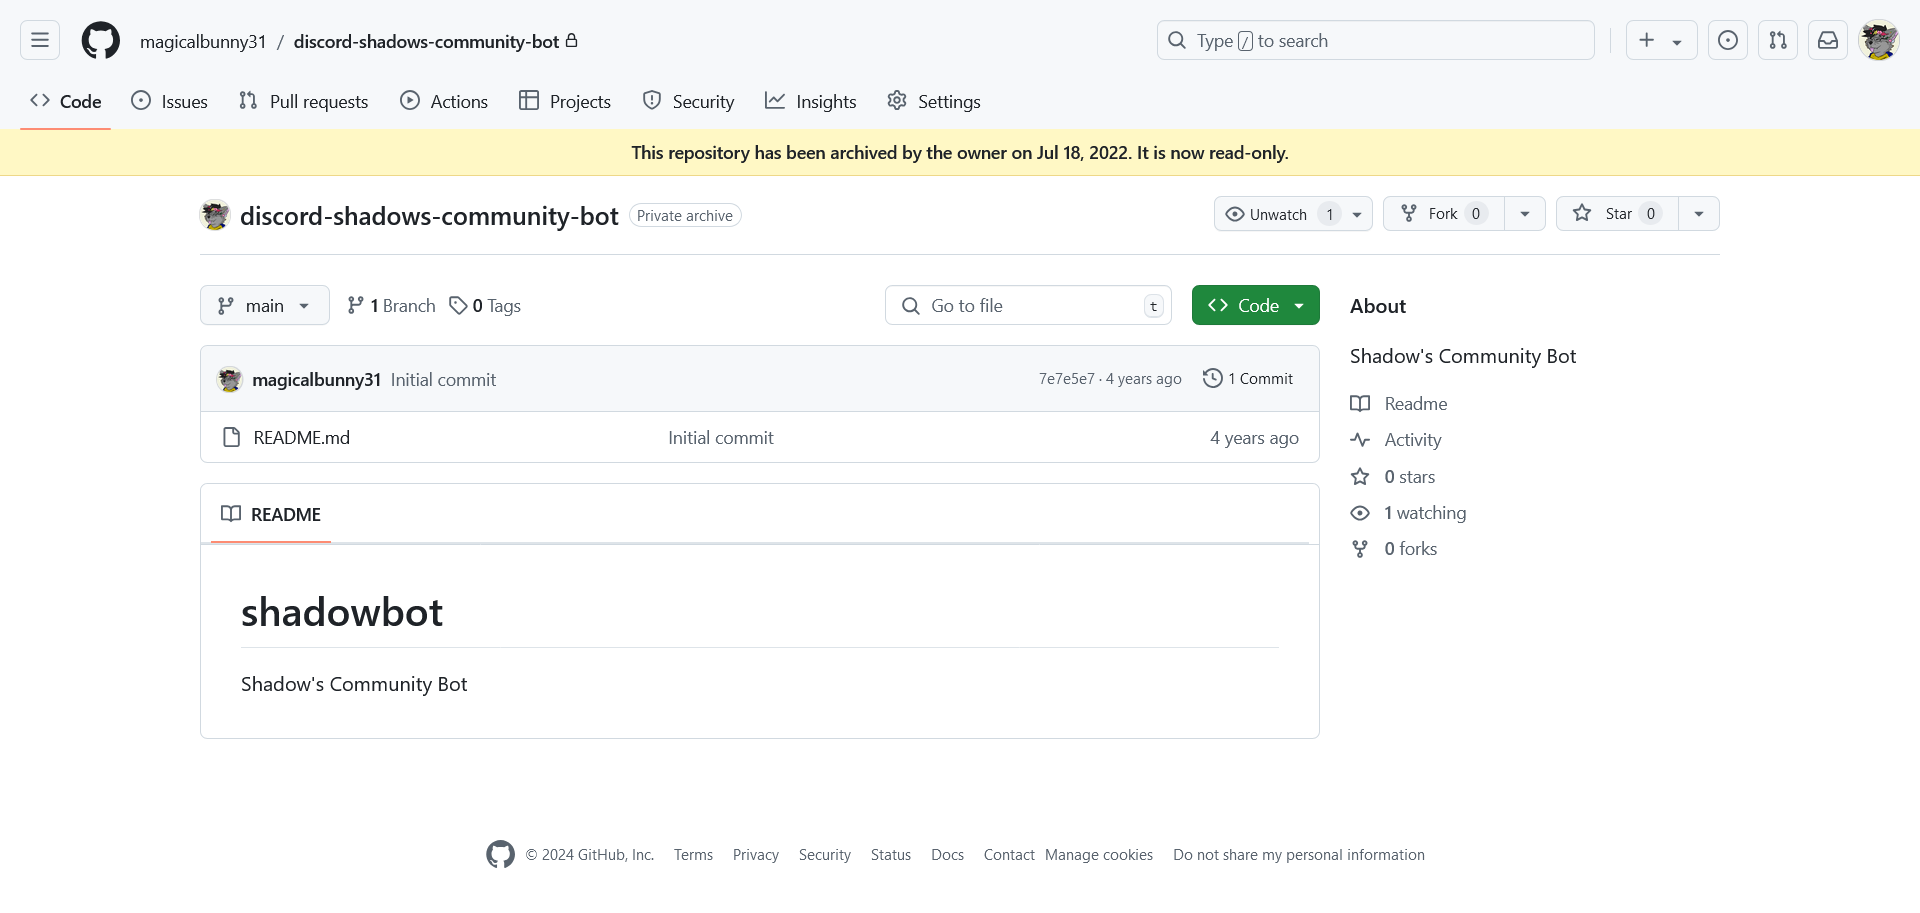 magicalbunny31 / discord-shadows-community-bot
Type / to search
Code
Issues
Pull requests
Actions
Projects
Security
Insights
Settings
This repository has been archived by the owner on Jul 18, 2022. It is now read-only.
discord-shadows-community-bot Private archive
Unwatch 1
Fork 0
Star 0
main
1 Branch
0 Tags
Go to file t
Code
magicalbunny31 Initial commit
7e7e5e7 · 4 years ago
1 Commit
README.md
Initial commit
4 years ago
README
shadowbot
Shadow's Community Bot
About
Shadow's Community Bot
Readme
Activity
0 stars
1 watching
0 forks
© 2024 GitHub, Inc. Terms Privacy Security Status Docs Contact Manage cookies Do not share my personal information